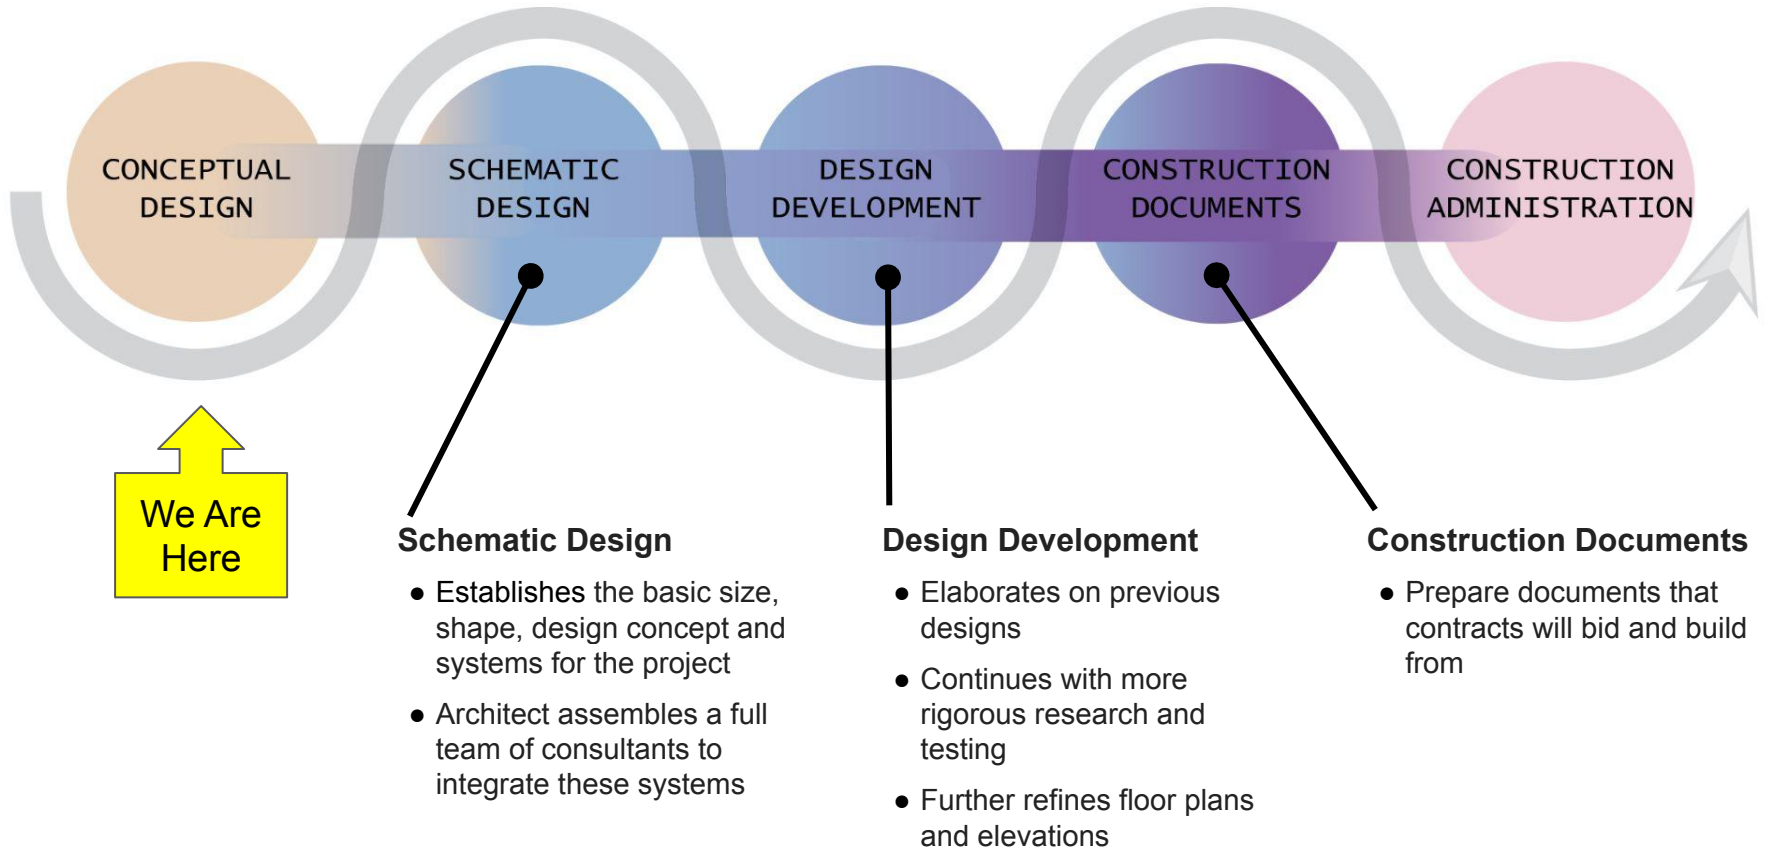 CONCEPTUAL
DESIGN
SCHEMATIC
DESIGN
DESIGN
DEVELOPMENT
CONSTRUCTION
DOCUMENTS
CONSTRUCTION
ADMINISTRATION
We Are
Here
Schematic Design
● Establishes the basic size,
shape, design concept and
systems for the project
● Architect assembles a full
team of consultants to
integrate these systems
Design Development
● Elaborates on previous
designs
● Continues with more
rigorous research and
testing
● Further refines floor plans
and elevations
Construction Documents
● Prepare documents that
contracts will bid and build
from